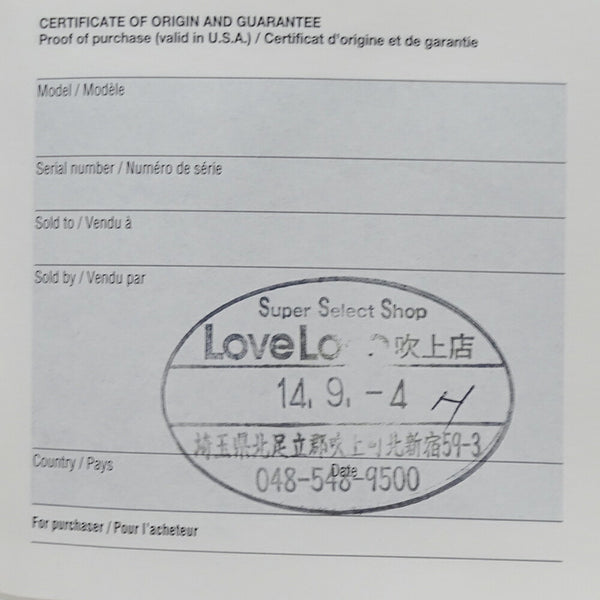 CERTIFICATE OF ORIGIN AND GUARANTEE
Proof of purchase (valid in U.S.A.) / Certificat d'origine et de garantie
Model / Modèle
Serial number / Numéro de série
Sold to / Vendu à
Sold by / Vendu par
Super Select Shop
Love 吹上店
14. 9. -4
埼玉県北足立郡吹上町北新宿59-3
Country / Pays
Date
048-548-9500
For purchaser / Pour l'acheteur